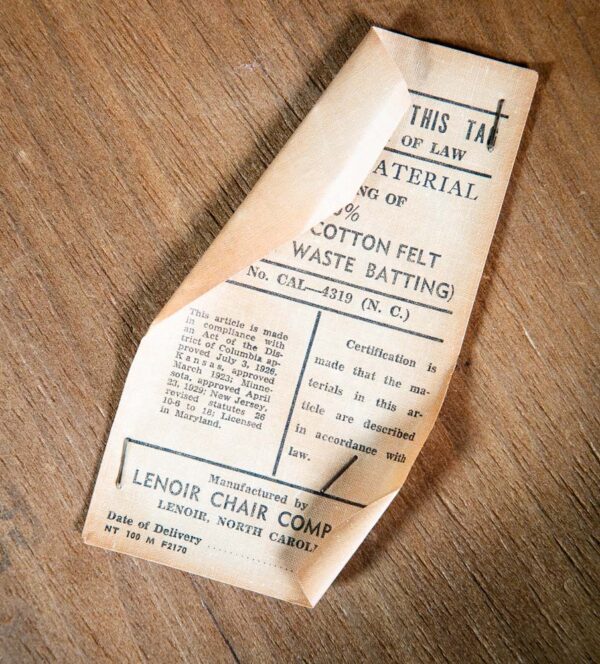 THIS TA
OF LAW
ATERIAL
NG OF
%
COTTON FELT
WASTE BATTING)
No. CAL—4319 (N. C.)
This article is made
in compliance with
an Act of the Dis-
trict of Columbia ap-
proved July 3, 1926,
Kansas, approved
March 1923; Minne-
sota, approved April
23, 1929; New Jersey,
revised statutes 26
10-6 to 18; Licensed
in Maryland.
Certification is
made that the ma-
terials in this ar-
ticle are described
in accordance with
law.
Manufactured by
LENOIR CHAIR COMP
LENOIR, NORTH CAROLI
Date of Delivery ....................
NT 100 M F2170